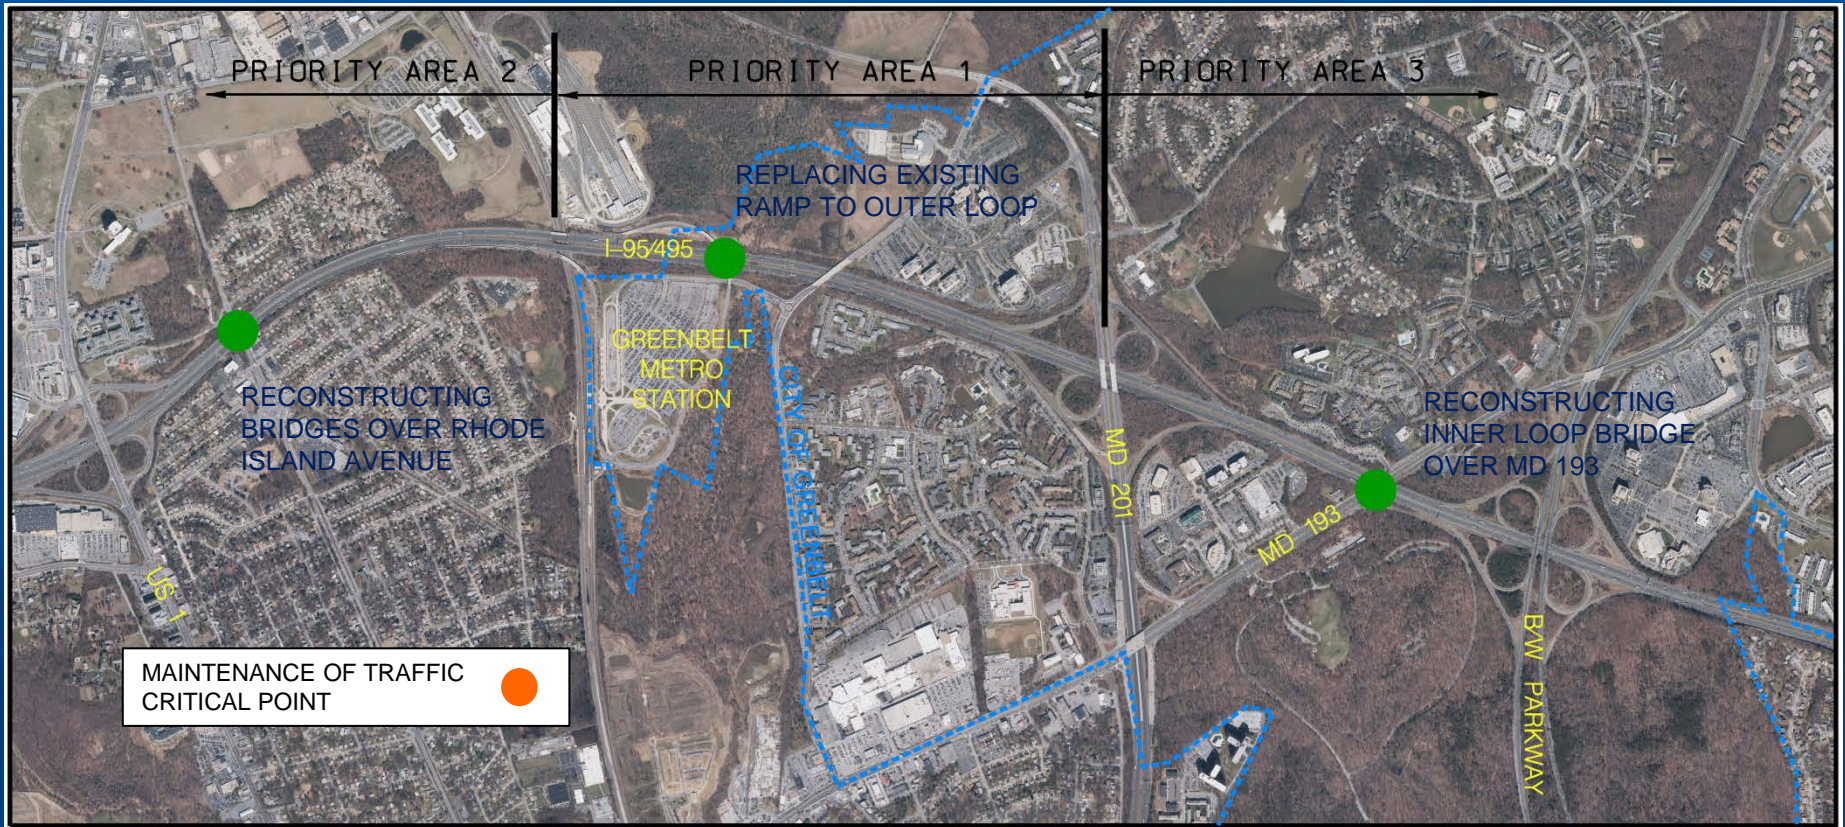 PRIORITY AREA 2
PRIORITY AREA 1
PRIORITY AREA 3
REPLACING EXISTING
RAMP TO OUTER LOOP
I-95/495
GREENBELT
METRO
STATION
RECONSTRUCTING
BRIDGES OVER RHODE
ISLAND AVENUE
CITY OF GREENBELT
MD 201
RECONSTRUCTING
INNER LOOP BRIDGE
OVER MD 193
MD 193
US 1
B/W PARKWAY
MAINTENANCE OF TRAFFIC
CRITICAL POINT